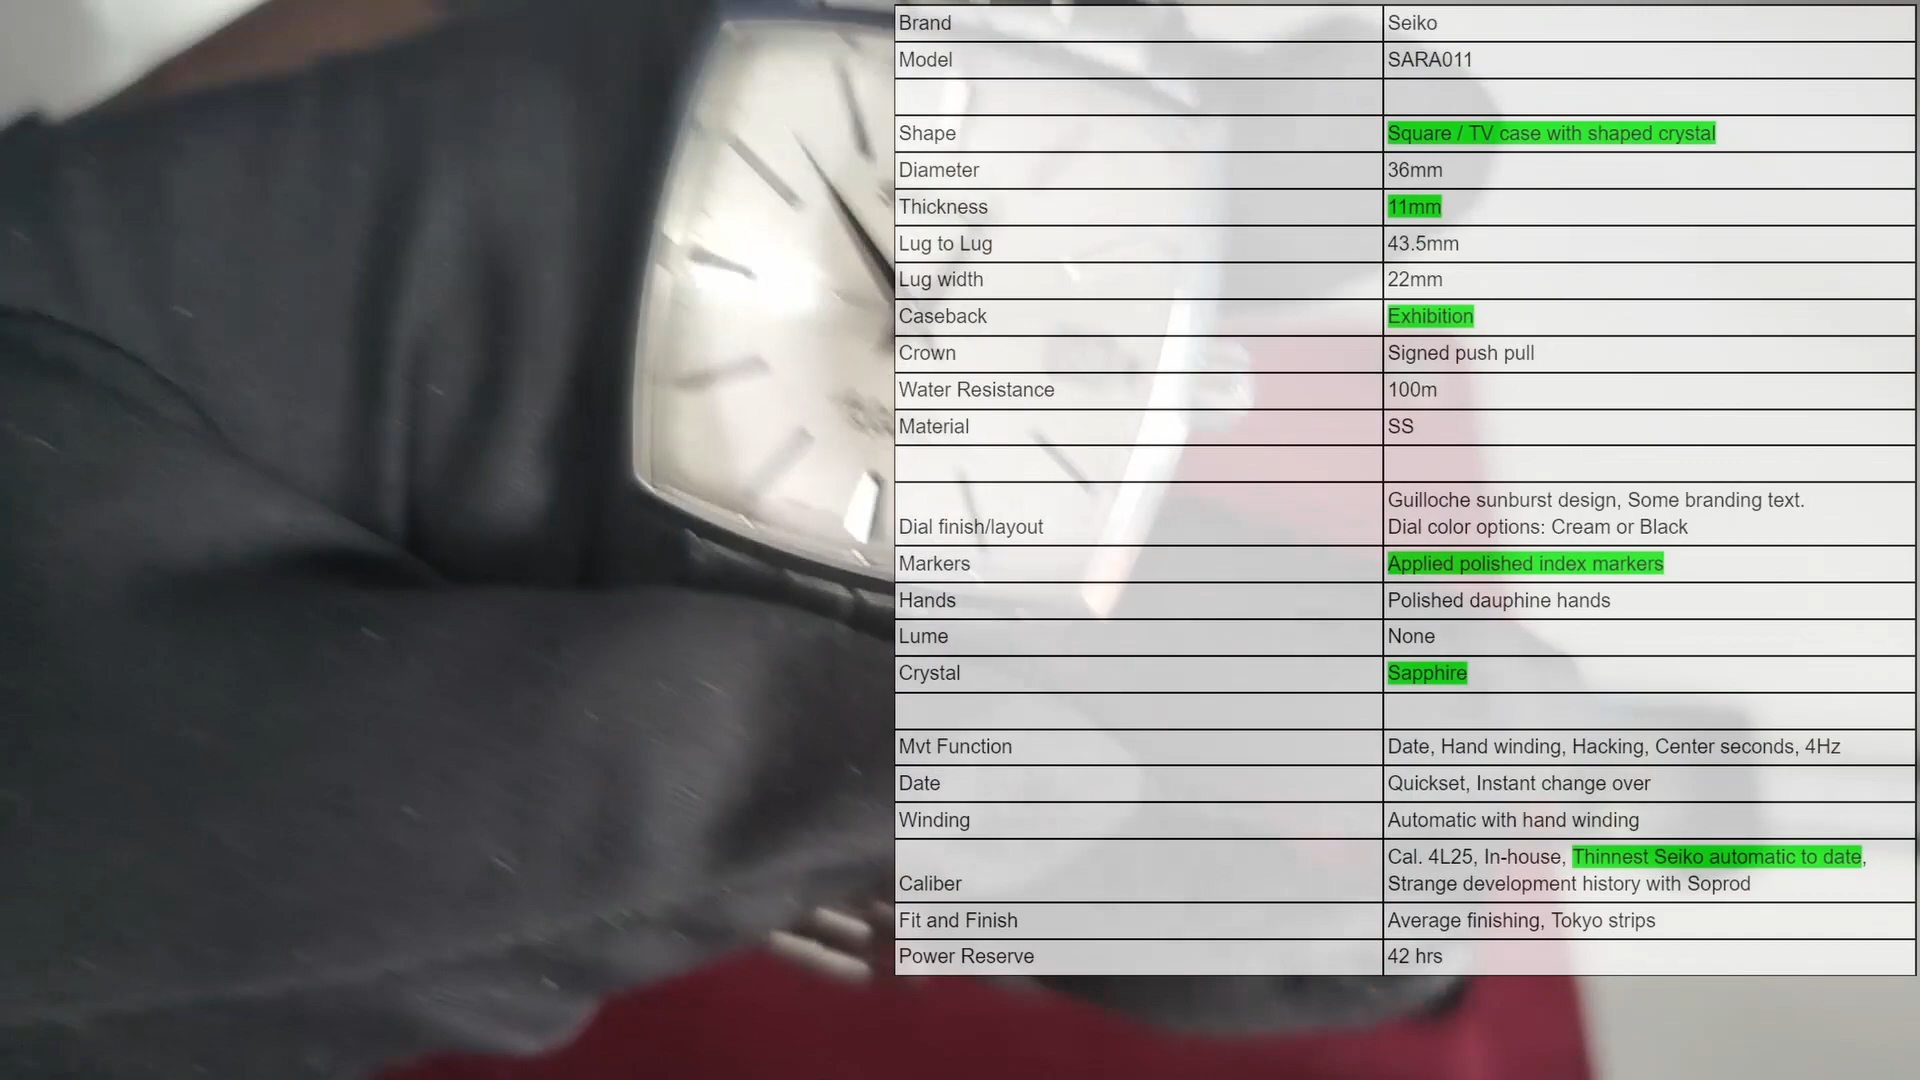 Brand Seiko
Model SARA011
Shape Square / TV case with shaped crystal
Diameter 36mm
Thickness 11mm
Lug to Lug 43.5mm
Lug width 22mm
Caseback Exhibition
Crown Signed push pull
Water Resistance 100m
Material SS
Guilloche sunburst design, Some branding text.
Dial finish/layout Dial color options: Cream or Black
Markers Applied polished index markers
Hands Polished dauphine hands
Lume None
Crystal Sapphire
Mvt Function Date, Hand winding, Hacking, Center seconds, 4Hz
Date Quickset, Instant change over
Winding Automatic with hand winding
Cal. 4L25, In-house, Thinnest Seiko automatic to date,
Caliber Strange development history with Soprod
Fit and Finish Average finishing, Tokyo strips
Power Reserve 42 hrs